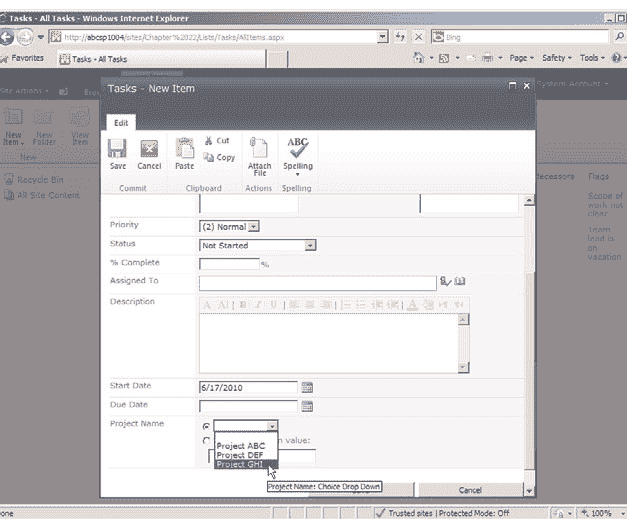 Tasks - All Tasks - Windows Internet Explorer
http://abcsp1004/sites/Chapter%2022/Lists/Tasks/AllItems.aspx
Bing
Favorites Tasks - All Tasks
Page Safety Tools
Site Actions
System Account
Tasks - New Item
Edit
New Item
New Folder
View Item
New
Save
Cancel
Paste
Cut
Copy
Attach File
ABC
Spelling
Commit Clipboard Actions Spelling
Recycle Bin
All Site Content
Flags
Scope of work not clear
Team lead is on vacation
Priority (2) Normal
Status Not Started
% Complete %
Assigned To
Description
Start Date 6/17/2010
Due Date
Project Name
value:
Project ABC
Project DEF
Project GHI
Project Name: Choice Drop Down
Cancel
Trusted sites | Protected Mode: Off
100%